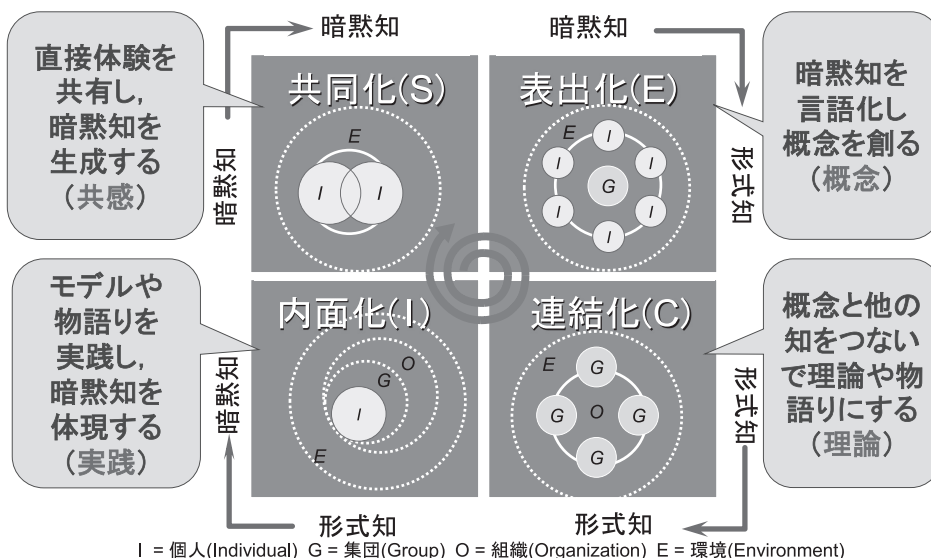 暗黙知
暗黙知
直接体験を
共有し,
暗黙知を
生成する
(共感)
共同化(S)
E
I
I
暗黙知
表出化(E)
E
I
I
I
G
I
I
I
形式知
暗黙知を
言語化し
概念を創る
(概念)
モデルや
物語りを
実践し,
暗黙知を
体現する
(実践)
内面化(I)
O
G
I
E
暗黙知
連結化(C)
E
G
G
O
G
G
形式知
概念と他の
知をつない
で理論や物
語りにする
(理論)
形式知
形式知
I = 個人(Individual) G = 集団(Group) O = 組織(Organization) E = 環境(Environment)